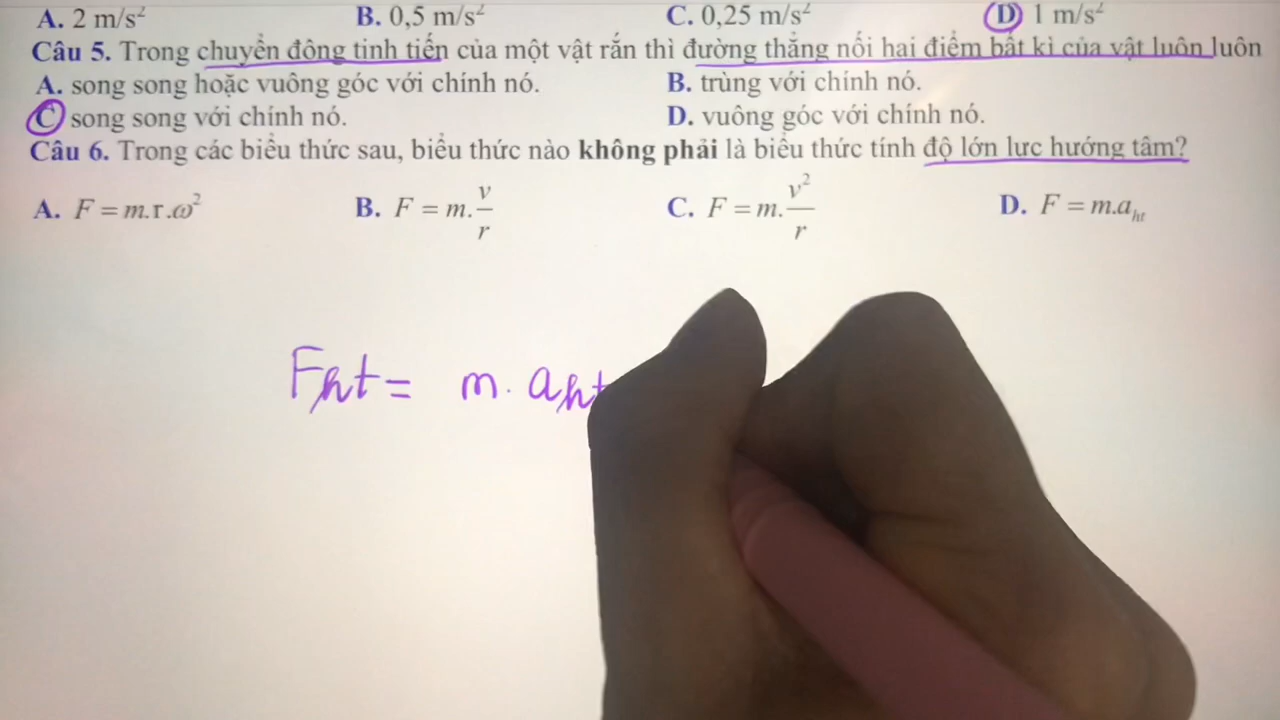 A. 2 m/s² B. 0,5 m/s² C. 0,25 m/s² D 1 m/s²
Câu 5. Trong chuyển động tịnh tiến của một vật rắn thì đường thẳng nối hai điểm bất kì của vật luôn luôn
A. song song hoặc vuông góc với chính nó. B. trùng với chính nó.
C song song với chính nó. D. vuông góc với chính nó.
Câu 6. Trong các biểu thức sau, biểu thức nào không phải là biểu thức tính độ lớn lực hướng tâm?
A. F = m.r.ω² B. F = m.v/r C. F = m.v²/r D. F = m.a_ht
Fht = m. aht